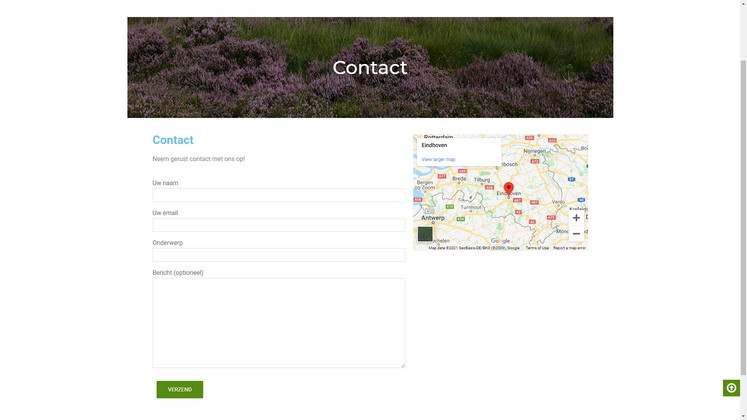 Contact
Contact
Neem gerust contact met ons op!
Uw naam
Uw email
Onderwerp
Bericht (optioneel)
VERZEND
Rotterdam
Eindhoven
View larger map
Nijmegen
Bergen
op Zoom
Breda
Tilburg
Eindhoven
Venlo
Turnhout
Antwerp
Google
Map data ©2021 GeoBasis-DE/BKG (©2009), Google
Terms of Use
Report a map error